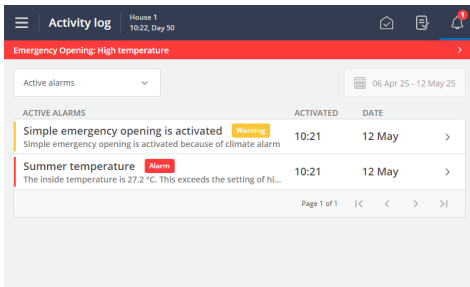 Activity log
House 1
10:22, Day 50
1
Emergency Opening: High temperature
Active alarms
06 Apr 25 - 12 May 25
ACTIVE ALARMS ACTIVATED DATE
Simple emergency opening is activated Warning
Simple emergency opening is activated because of climate alarm
10:21 12 May
Summer temperature Alarm
The inside temperature is 27.2 °C. This exceeds the setting of hi...
10:21 12 May
Page 1 of 1